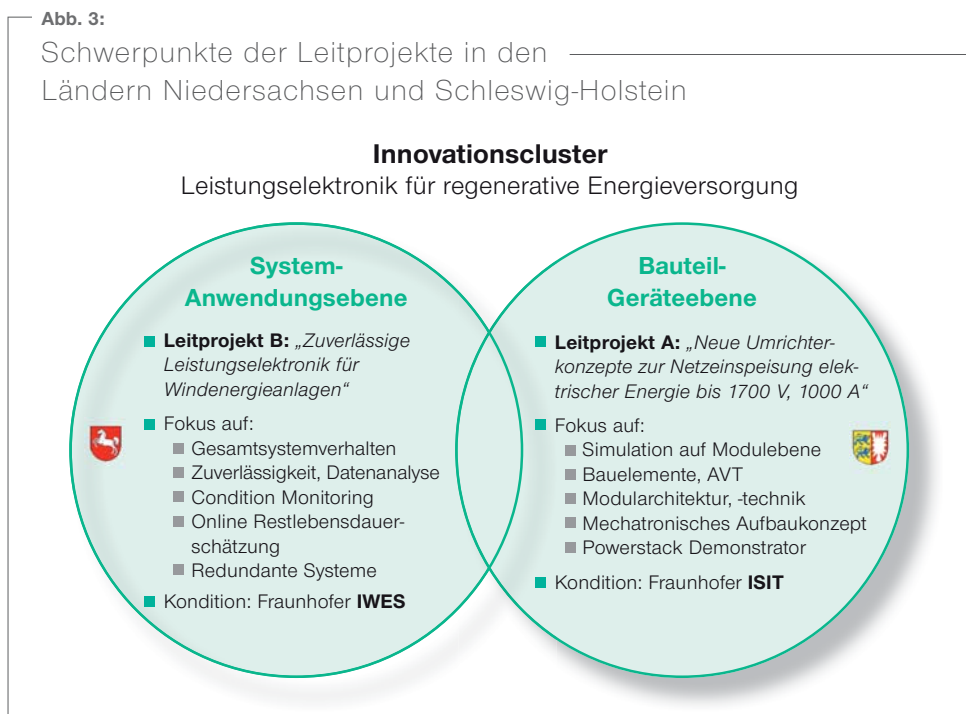 Abb. 3:
Schwerpunkte der Leitprojekte in den
Ländern Niedersachsen und Schleswig-Holstein
Innovationscluster
Leistungselektronik für regenerative Energieversorgung
System-
Anwendungsebene
Leitprojekt B: „Zuverlässige
Leistungselektronik für
Windenergieanlagen“
Fokus auf:
Gesamtsystemverhalten
Zuverlässigkeit, Datenanalyse
Condition Monitoring
Online Restlebensdauer-
schätzung
Redundante Systeme
Kondition: Fraunhofer IWES
Bauteil-
Geräteebene
Leitprojekt A: „Neue Umrichter-
konzepte zur Netzeinspeisung elek-
trischer Energie bis 1700 V, 1000 A“
Fokus auf:
Simulation auf Modulebene
Bauelemente, AVT
Modularchitektur, -technik
Mechatronisches Aufbaukonzept
Powerstack Demonstrator
Kondition: Fraunhofer ISIT